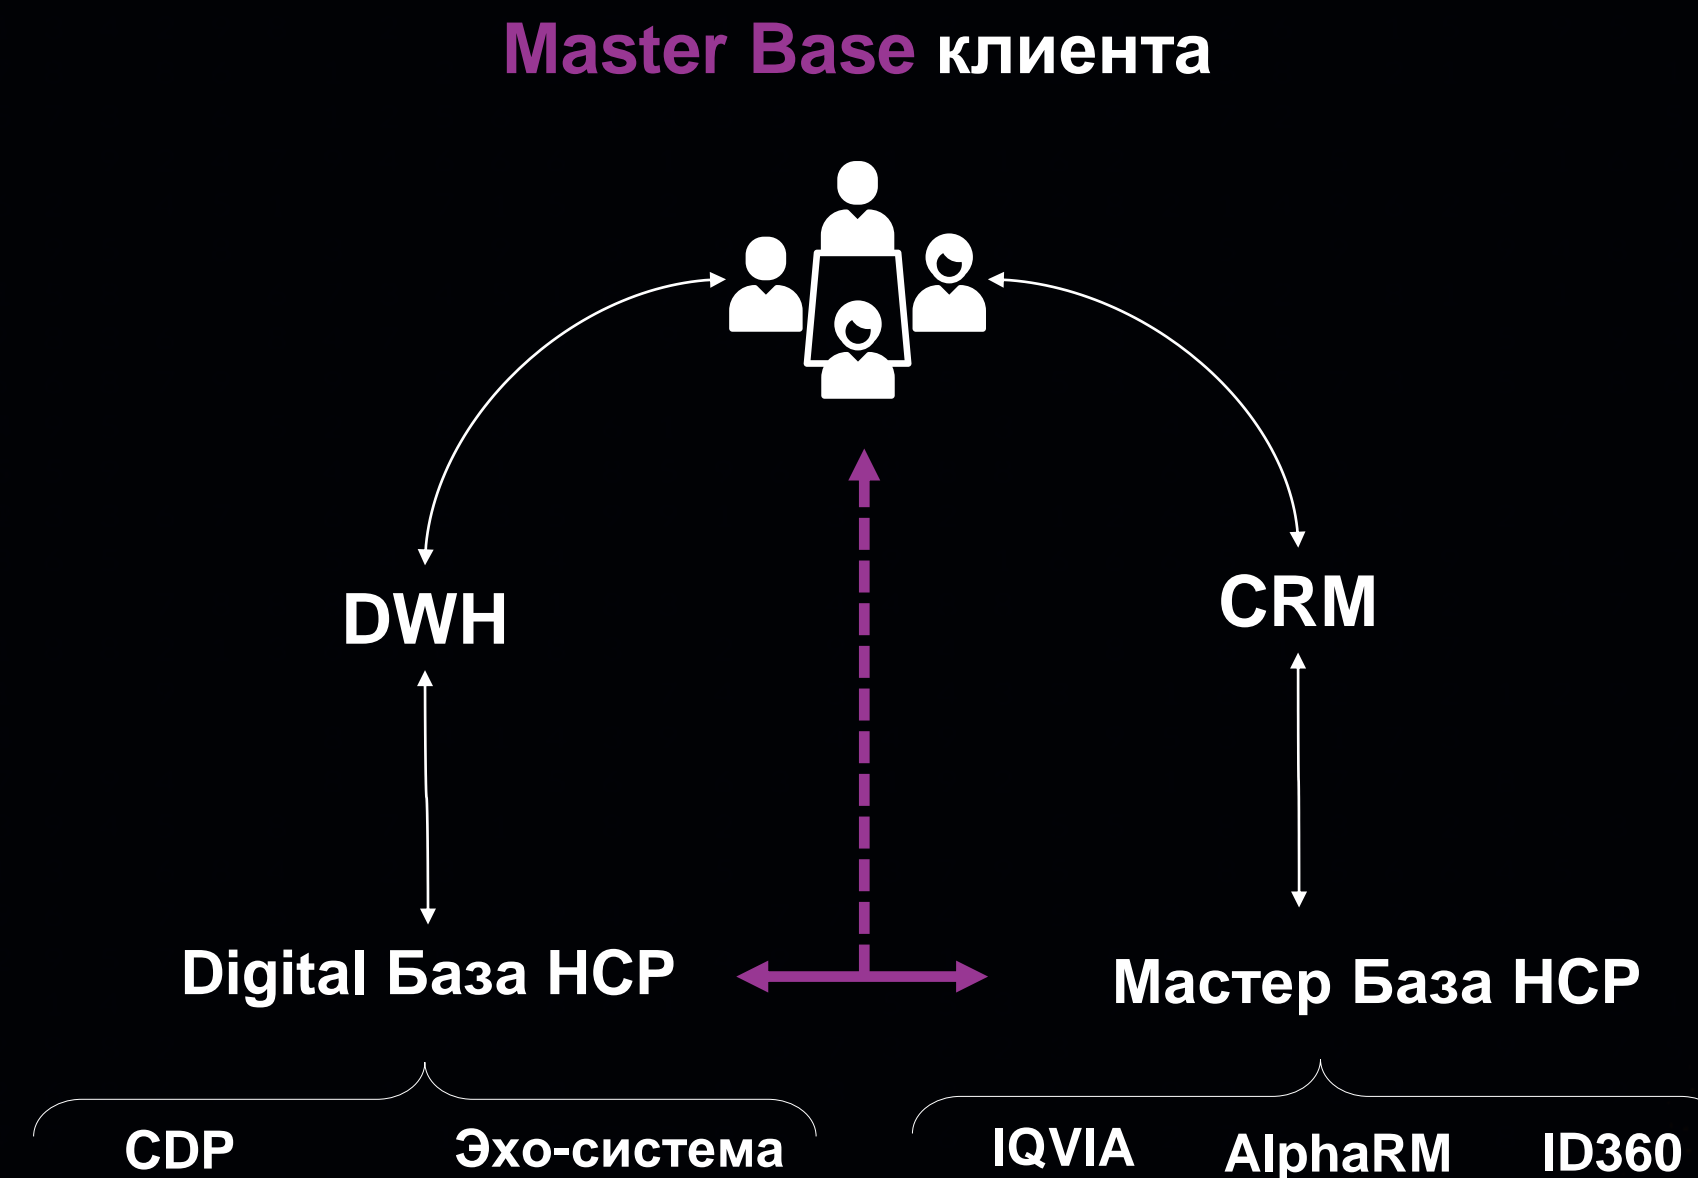 Master Base клиента
DWH
CRM
Digital База HCP
Мастер База HCP
CDP
Эхо-система
IQVIA
AlphaRM
ID360